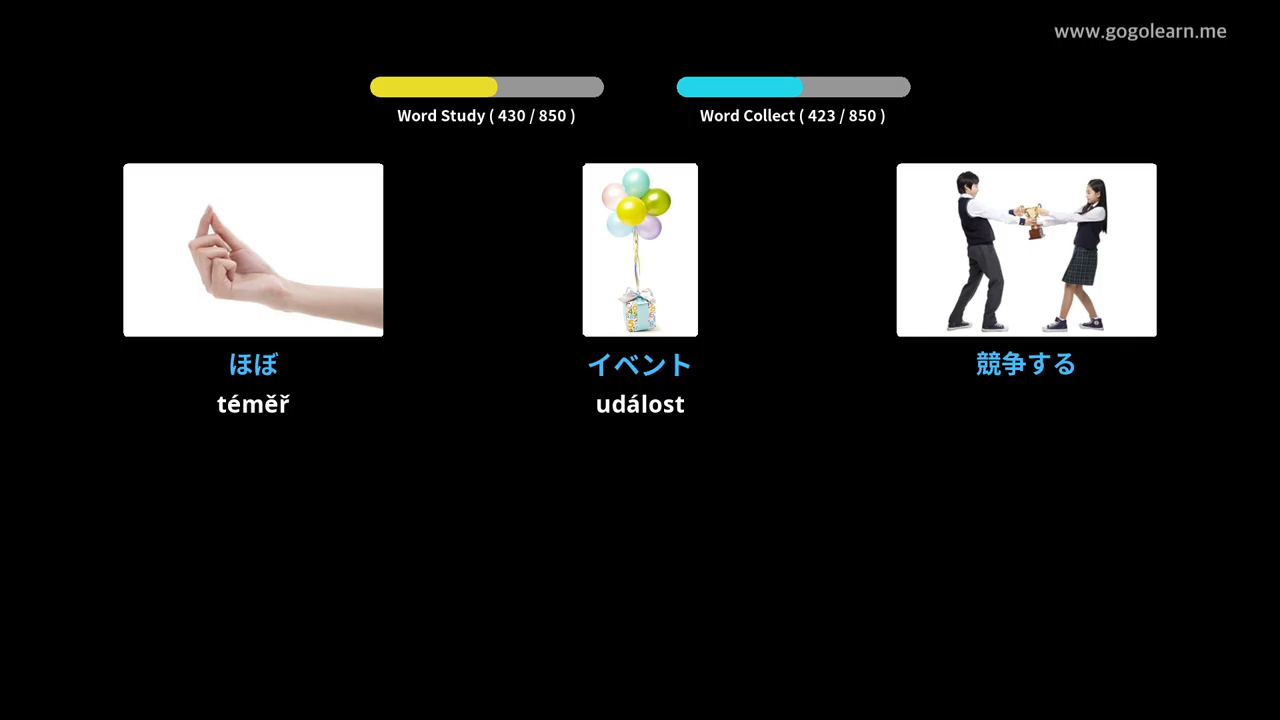 www.gogolearn.me
Word Study ( 430 / 850 )
Word Collect ( 423 / 850 )
ほぼ
イベント
競争する
téměř
událost